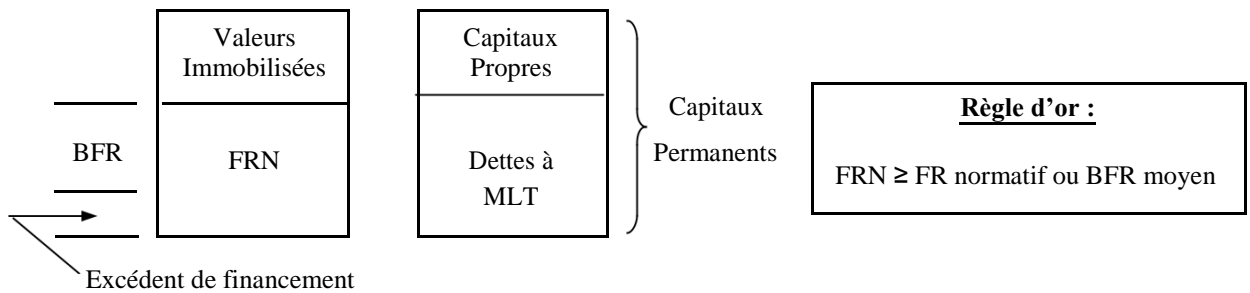 Valeurs
Immobilisées
Capitaux
Propres
BFR
FRN
Dettes à
MLT
Capitaux
Permanents
Règle d'or :
FRN ≥ FR normatif ou BFR moyen
Excédent de financement